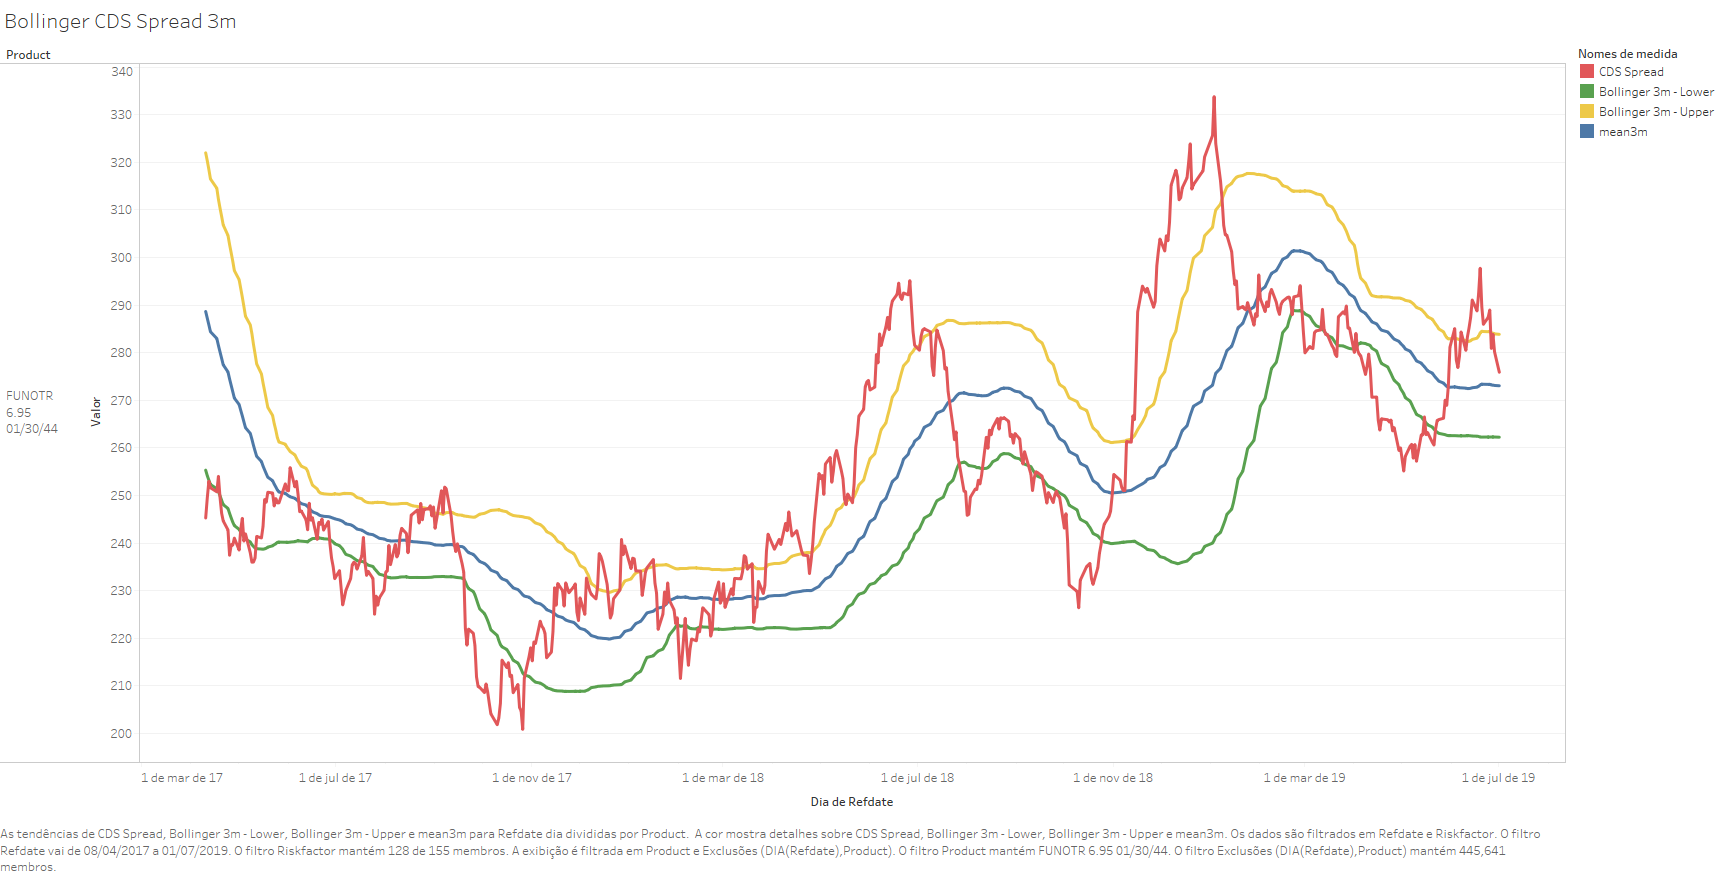 Bollinger CDS Spread 3m
Product
Nomes de medida
CDS Spread
Bollinger 3m - Lower
Bollinger 3m - Upper
mean3m
340
330
320
310
300
290
280
270
260
250
240
230
220
210
200
Valor
FUNOTR
6.95
01/30/44
1 de mar de 17
1 de jul de 17
1 de nov de 17
1 de mar de 18
1 de jul de 18
1 de nov de 18
1 de mar de 19
1 de jul de 19
Dia de Refdate
As tendências de CDS Spread, Bollinger 3m - Lower, Bollinger 3m - Upper e mean3m para Refdate dia divididas por Product.  A cor mostra detalhes sobre CDS Spread, Bollinger 3m - Lower, Bollinger 3m - Upper e mean3m. Os dados são filtrados em Refdate e Riskfactor. O filtro
Refdate vai de 08/04/2017 a 01/07/2019. O filtro Riskfactor mantém 128 de 155 membros. A exibição é filtrada em Product e Exclusões (DIA(Refdate),Product). O filtro Product mantém FUNOTR 6.95 01/30/44. O filtro Exclusões (DIA(Refdate),Product) mantém 445,641
membros.